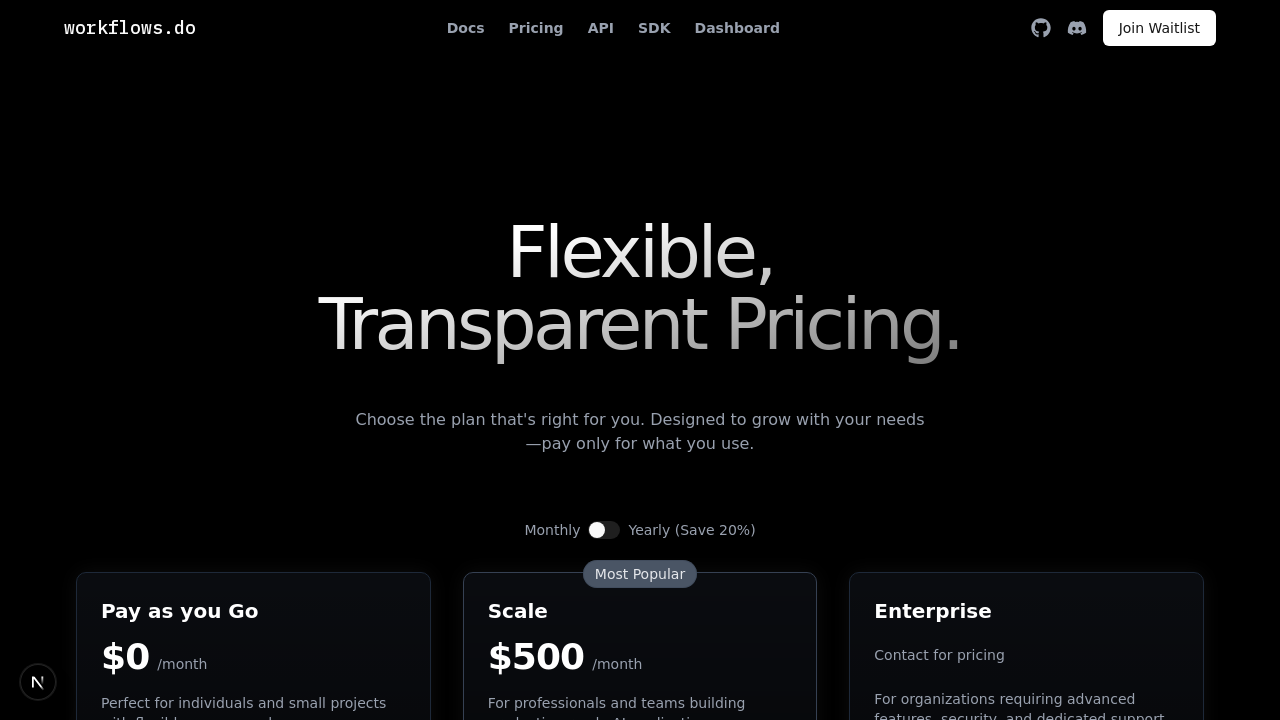 workflows.do
Docs
Pricing
API
SDK
Dashboard
Join Waitlist
Flexible,
Transparent Pricing.
Choose the plan that's right for you. Designed to grow with your needs
—pay only for what you use.
Monthly
Yearly (Save 20%)
Most Popular
Pay as you Go
$0 /month
Perfect for individuals and small projects
Scale
$500 /month
For professionals and teams building
Enterprise
Contact for pricing
For organizations requiring advanced
features, security, and dedicated support